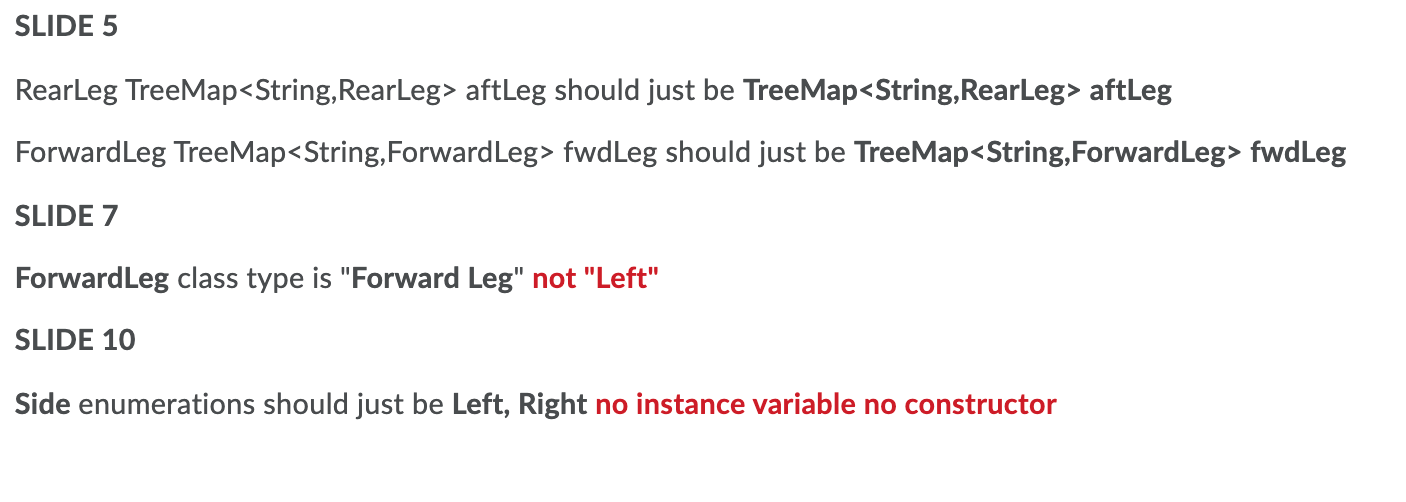 SLIDE 5
RearLeg TreeMap<String,RearLeg> aftLeg should just be TreeMap<String,RearLeg> aftLeg
ForwardLeg TreeMap<String,ForwardLeg> fwdLeg should just be TreeMap<String,ForwardLeg> fwdLeg
SLIDE 7
ForwardLeg class type is "Forward Leg" not "Left"
SLIDE 10
Side enumerations should just be Left, Right no instance variable no constructor